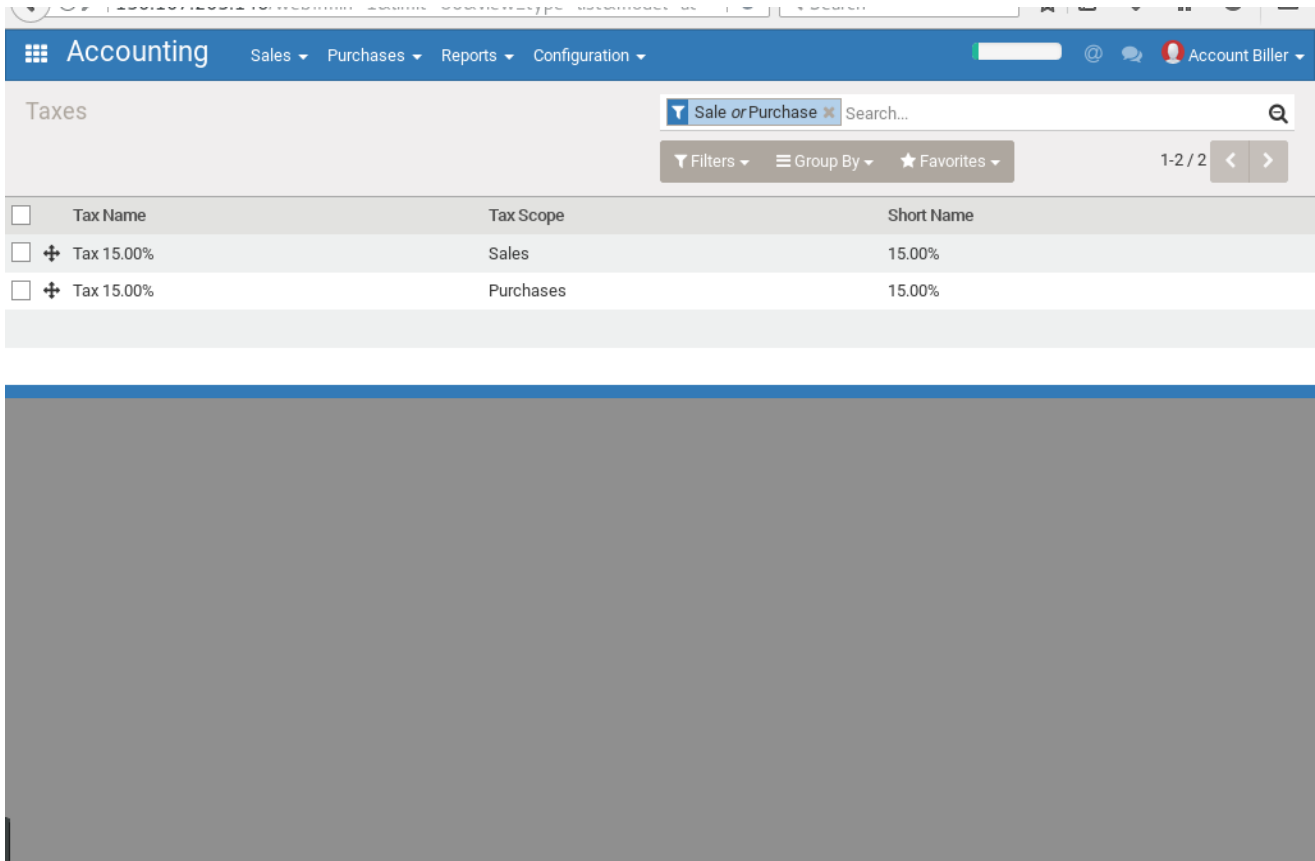 Accounting Sales Purchases Reports Configuration @ Account Biller
Taxes
Sale or Purchase Search...
Filters Group By Favorites 1-2 / 2
Tax Name Tax Scope Short Name
Tax 15.00% Sales 15.00%
Tax 15.00% Purchases 15.00%